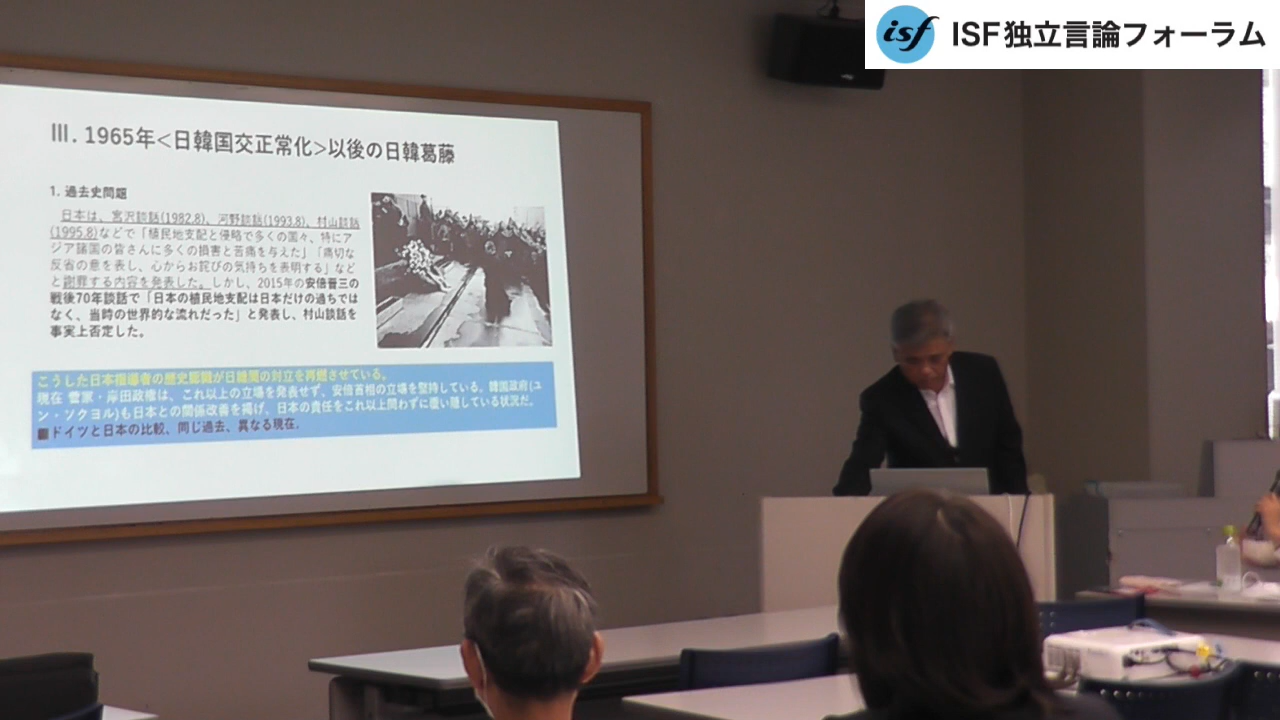 isf ISF独立言論フォーラム
Ⅲ. 1965年<日韓国交正常化>以後の日韓葛藤
1. 過去史問題
日本は、宮沢談話(1982.8)、河野談話(1993.8)、村山談話
(1995.8)などで「植民地支配と侵略で多くの国々、特にア
ジア諸国の皆さんに多くの損害と苦痛を与えた」「痛切な
反省の意を表し、心からお詫びの気持ちを表明する」など
と謝罪する内容を発表した。しかし、2015年の安倍晋三の
戦後70年談話で「日本の植民地支配は日本だけの過ちでは
なく、当時の世界的な流れだった」と発表し、村山談話を
事実上否定した。
こうした日本指導者の歴史認識が日韓間の対立を再燃させている。
現在 菅家・岸田政権は、これ以上の立場を発表せず、安倍首相の立場を堅持している。韓国政府(ユ
ン・ソクヨル)も日本との関係改善を掲げ、日本の責任をこれ以上問わずに覆い隠している状況だ。
■ドイツと日本の比較、同じ過去、異なる現在.